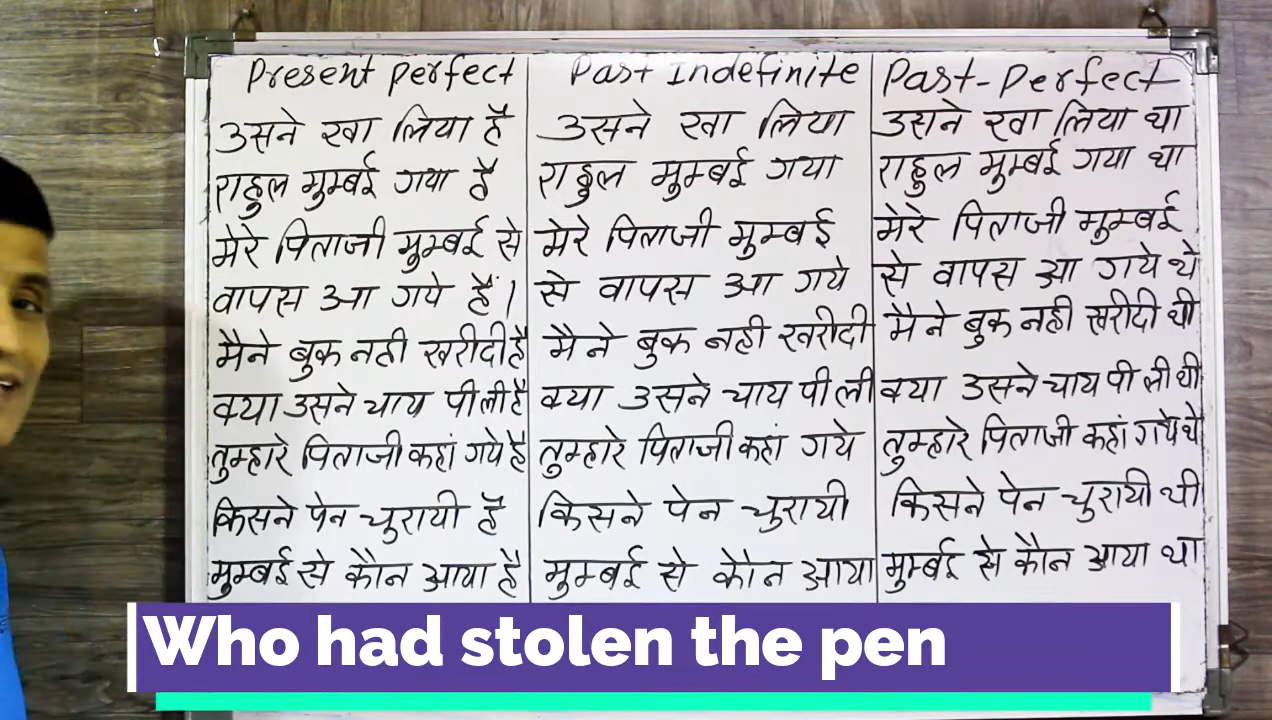 Present perfect
उसने खा लिया है
राहुल मुम्बई गया है
मेरे पिताजी मुम्बई से
वापस आ गये हैं।
मैने बुक नही खरीदी है
क्या उसने चाय पी ली है
तुम्हारे पिताजी कहां गये है
किसने पेन चुरायी है
मुम्बई से कौन आया है
Past Indefinite
उसने खा लिया
राहुल मुम्बई गया
मेरे पिताजी मुम्बई
से वापस आ गये
मैने बुक नही खरीदी
क्या उसने चाय पी ली
तुम्हारे पिताजी कहां गये
किसने पेन चुरायी
मुम्बई से कौन आया
Past-Perfect
उसने खा लिया था
राहुल मुम्बई गया था
मेरे पिताजी मुम्बई
से वापस आ गये थे
मैने बुक नही खरीदी थी
क्या उसने चाय पी ली थी
तुम्हारे पिताजी कहां गये थे
किसने पेन चुरायी थी
मुम्बई से कौन आया था
Who had stolen the pen